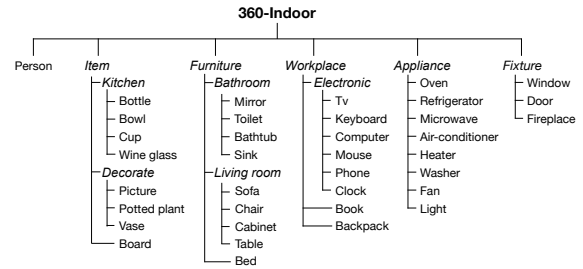 360-Indoor
Person
Item
Kitchen
Bottle
Bowl
Cup
Wine glass
Decorate
Picture
Potted plant
Vase
Board
Furniture
Bathroom
Mirror
Toilet
Bathtub
Sink
Living room
Sofa
Chair
Cabinet
Table
Bed
Workplace
Electronic
Tv
Keyboard
Computer
Mouse
Phone
Clock
Book
Backpack
Appliance
Oven
Refrigerator
Microwave
Air-conditioner
Heater
Washer
Fan
Light
Fixture
Window
Door
Fireplace